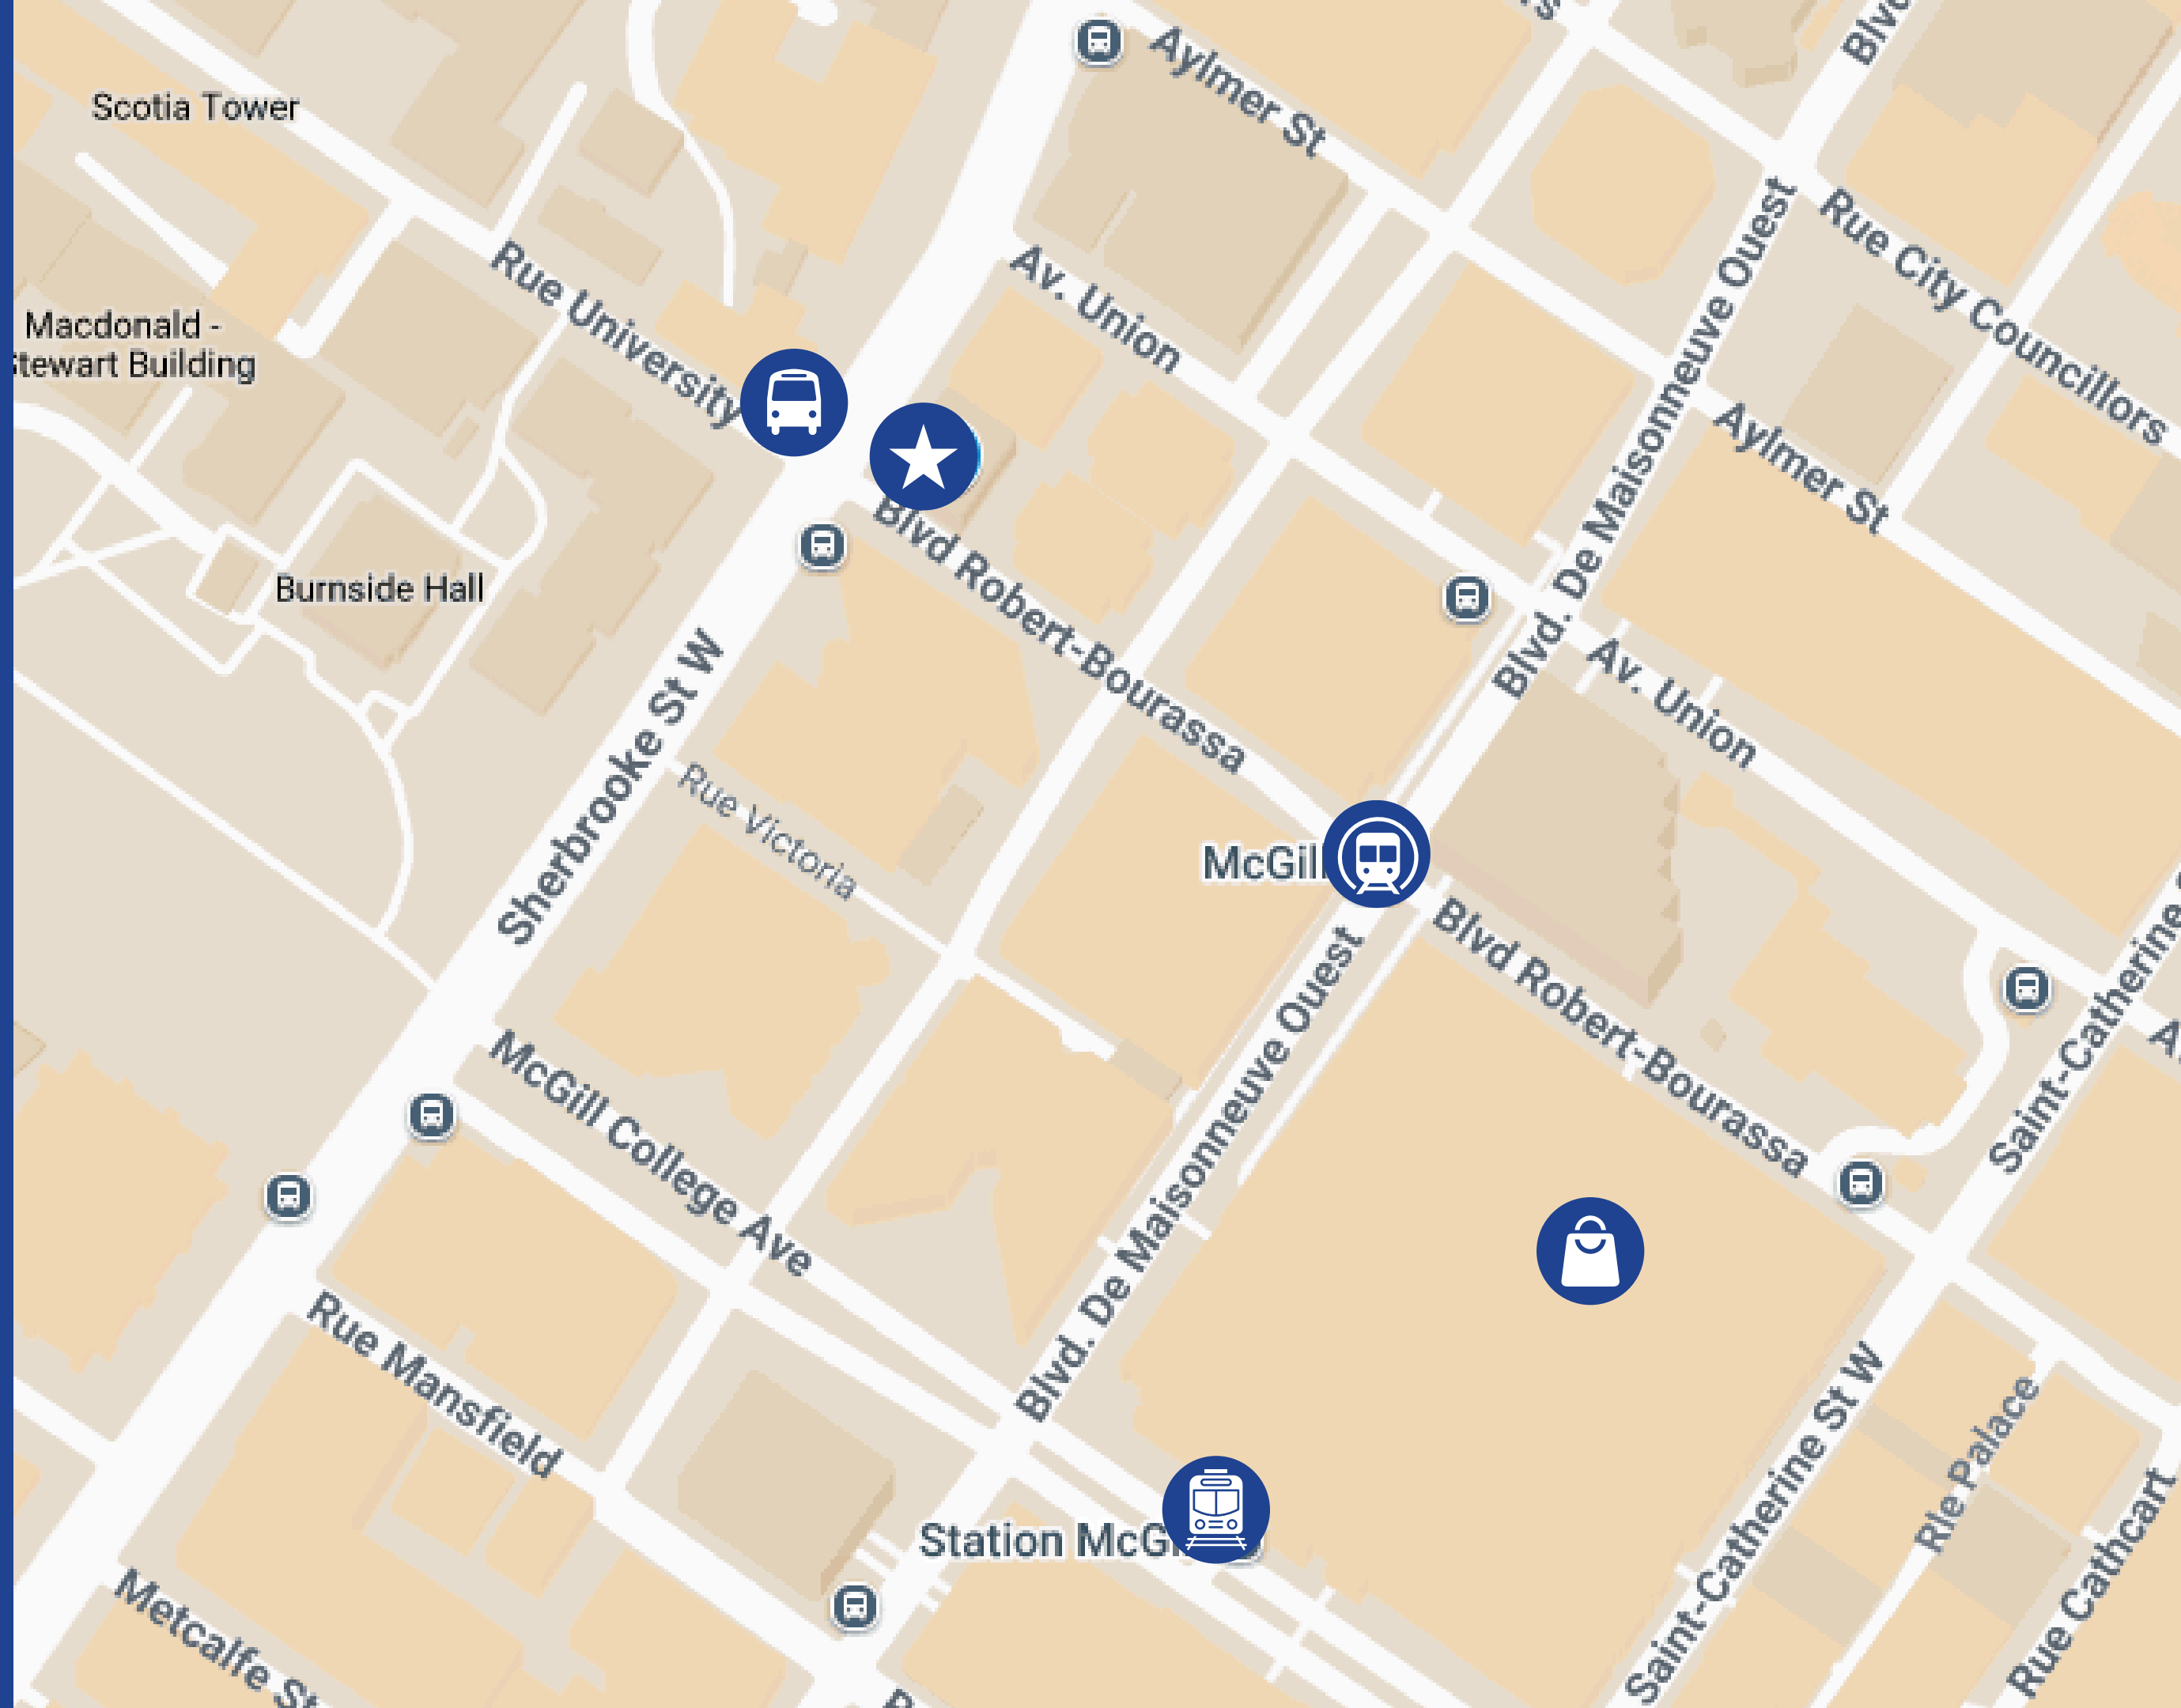 Aylmer St
Blvd
Scotia Tower
Rue University
Av. Union
Rue City Councillors
Macdonald -
Stewart Building
Blvd. De Maisonneuve Ouest
Aylmer St
Blvd Robert-Bourassa
Burnside Hall
Av. Union
Sherbrooke St W
Rue Victoria
McGill
Blvd Robert-Bourassa
Saint-Catherine
Blvd. De Maisonneuve Ouest
McGill College Ave
Rue Mansfield
Saint-Catherine St W
Rle Palace
Rue Cathcart
Station McG
Metcalfe St